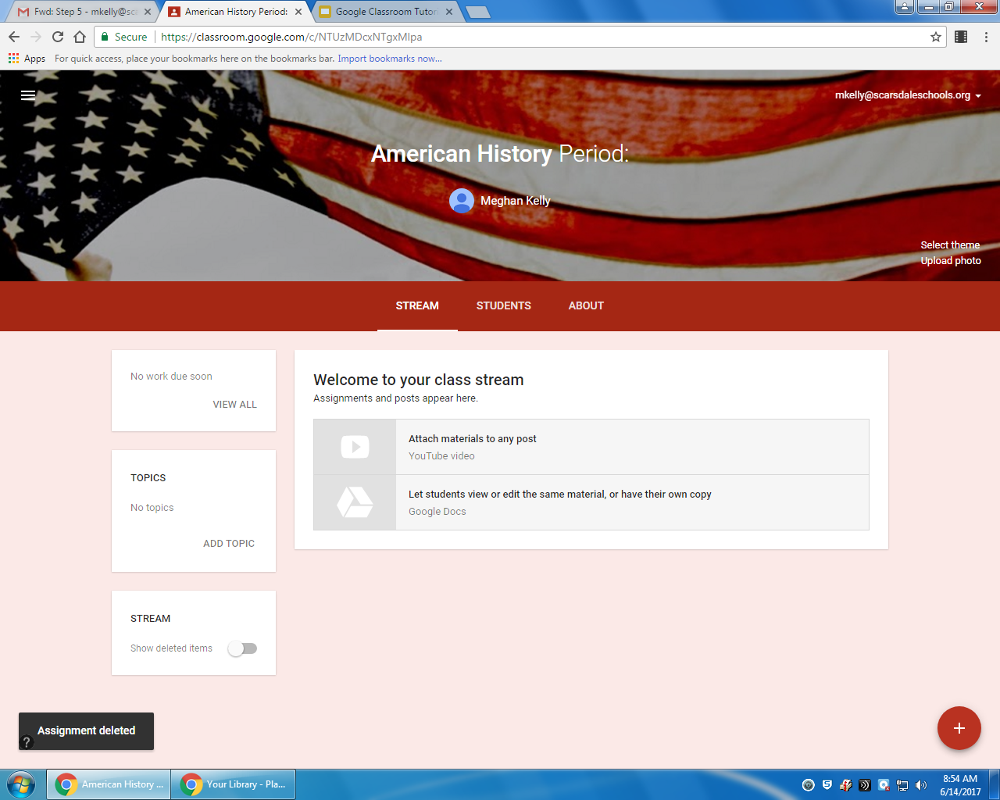 Fwd: Step 5 - mkelly@sca
American History Period:
Google Classroom Tutori
Secure
https://classroom.google.com/c/NTUzMDcxNTgxMlpa
Apps
For quick access, place your bookmarks here on the bookmarks bar. Import bookmarks now...
mkelly@scarsdaleschools.org
American History Period:
Meghan Kelly
Select theme
Upload photo
STREAM
STUDENTS
ABOUT
No work due soon
VIEW ALL
TOPICS
No topics
ADD TOPIC
STREAM
Show deleted items
Welcome to your class stream
Assignments and posts appear here.
Attach materials to any post
YouTube video
Let students view or edit the same material, or have their own copy
Google Docs
Assignment deleted
?
American History ...
Your Library - Pla...
8:54 AM
6/14/2017